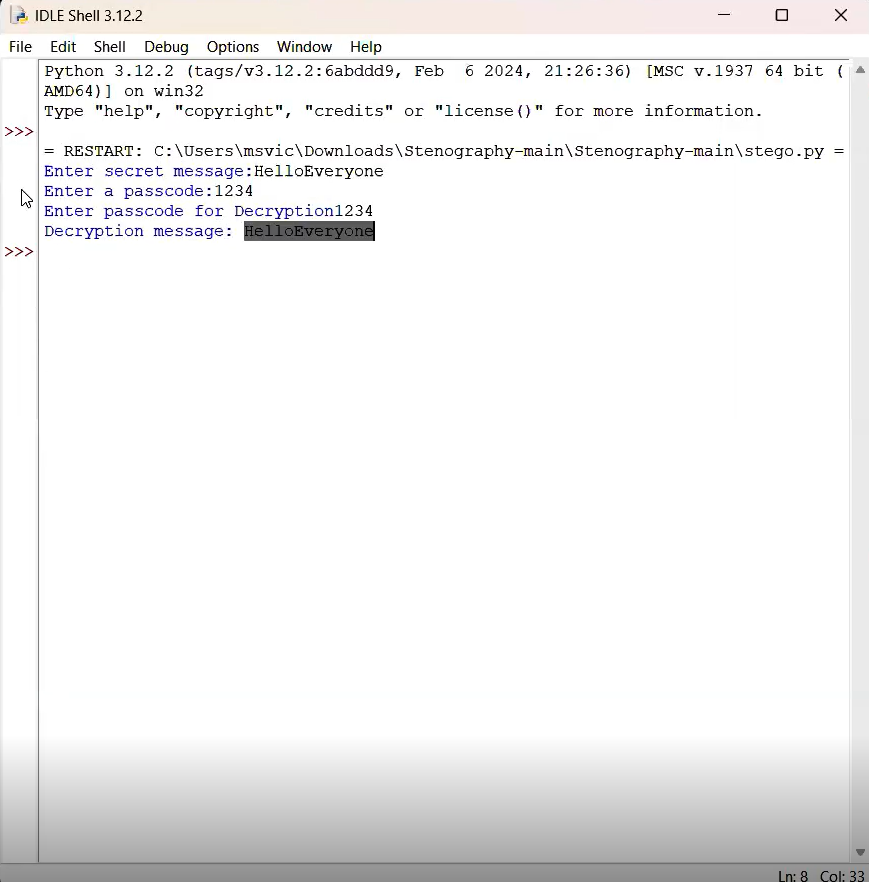 IDLE Shell 3.12.2
File Edit Shell Debug Options Window Help
Python 3.12.2 (tags/v3.12.2:6abddd9, Feb  6 2024, 21:26:36) [MSC v.1937 64 bit (
AMD64)] on win32
Type "help", "copyright", "credits" or "license()" for more information.
>>>
= RESTART: C:\Users\msvic\Downloads\Stenography-main\Stenography-main\stego.py =
Enter secret message:HelloEveryone
Enter a passcode:1234
Enter passcode for Decryption1234
Decryption message: HelloEveryone
>>>
Ln: 8 Col: 33